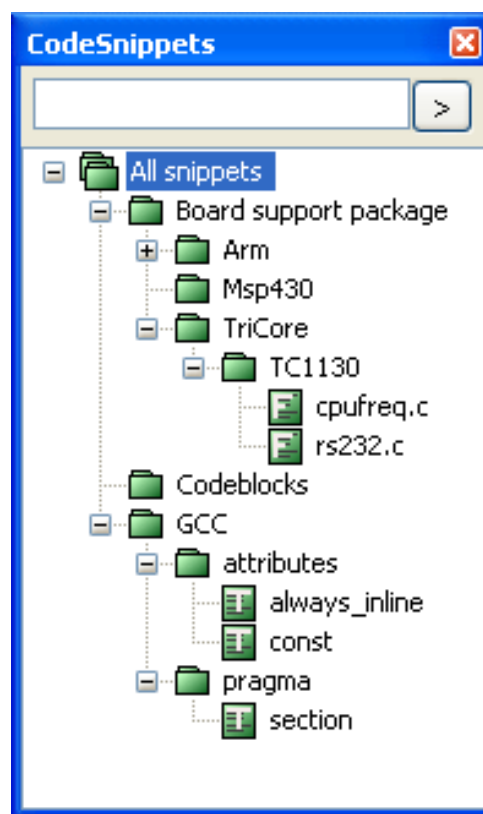 CodeSnippets
>
All snippets
Board support package
Arm
Msp430
TriCore
TC1130
cpufreq.c
rs232.c
Codeblocks
GCC
attributes
always_inline
const
pragma
section